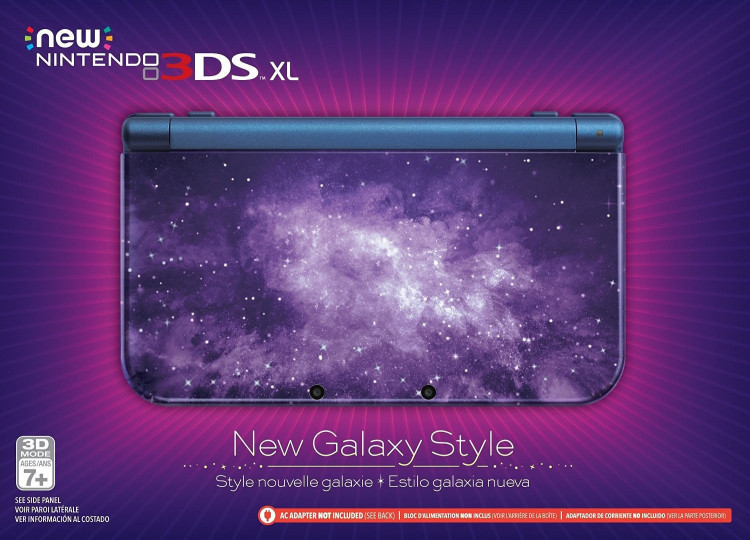 new
NINTENDO 3DS™ XL
New Galaxy Style
Style nouvelle galaxie * Estilo galaxia nueva
3D
MODE
AGES/ANS
7+
SEE SIDE PANEL
VOIR PAROI LATÉRALE
VER INFORMACIÓN AL COSTADO
AC ADAPTER NOT INCLUDED (SEE BACK) | BLOC D'ALIMENTATION NON INCLUS (VOIR L'ARRIÈRE DE LA BOÎTE) | ADAPTADOR DE CORRIENTE NO INCLUIDO (VER LA PARTE POSTERIOR)